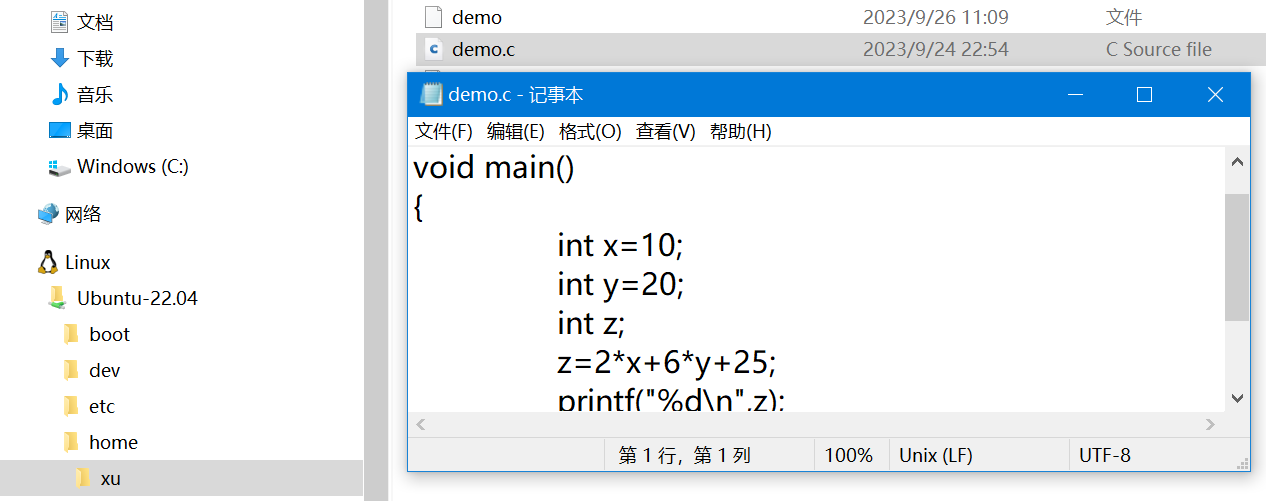 文档
下载
音乐
桌面
Windows (C:)
网络
Linux
Ubuntu-22.04
boot
dev
etc
home
xu
demo 2023/9/26 11:09 文件
demo.c 2023/9/24 22:54 C Source file
demo.c - 记事本
文件(F) 编辑(E) 格式(O) 查看(V) 帮助(H)
void main()
{
int x=10;
int y=20;
int z;
z=2*x+6*y+25;
printf("%d\n",z);
第 1 行，第 1 列 100% Unix (LF) UTF-8